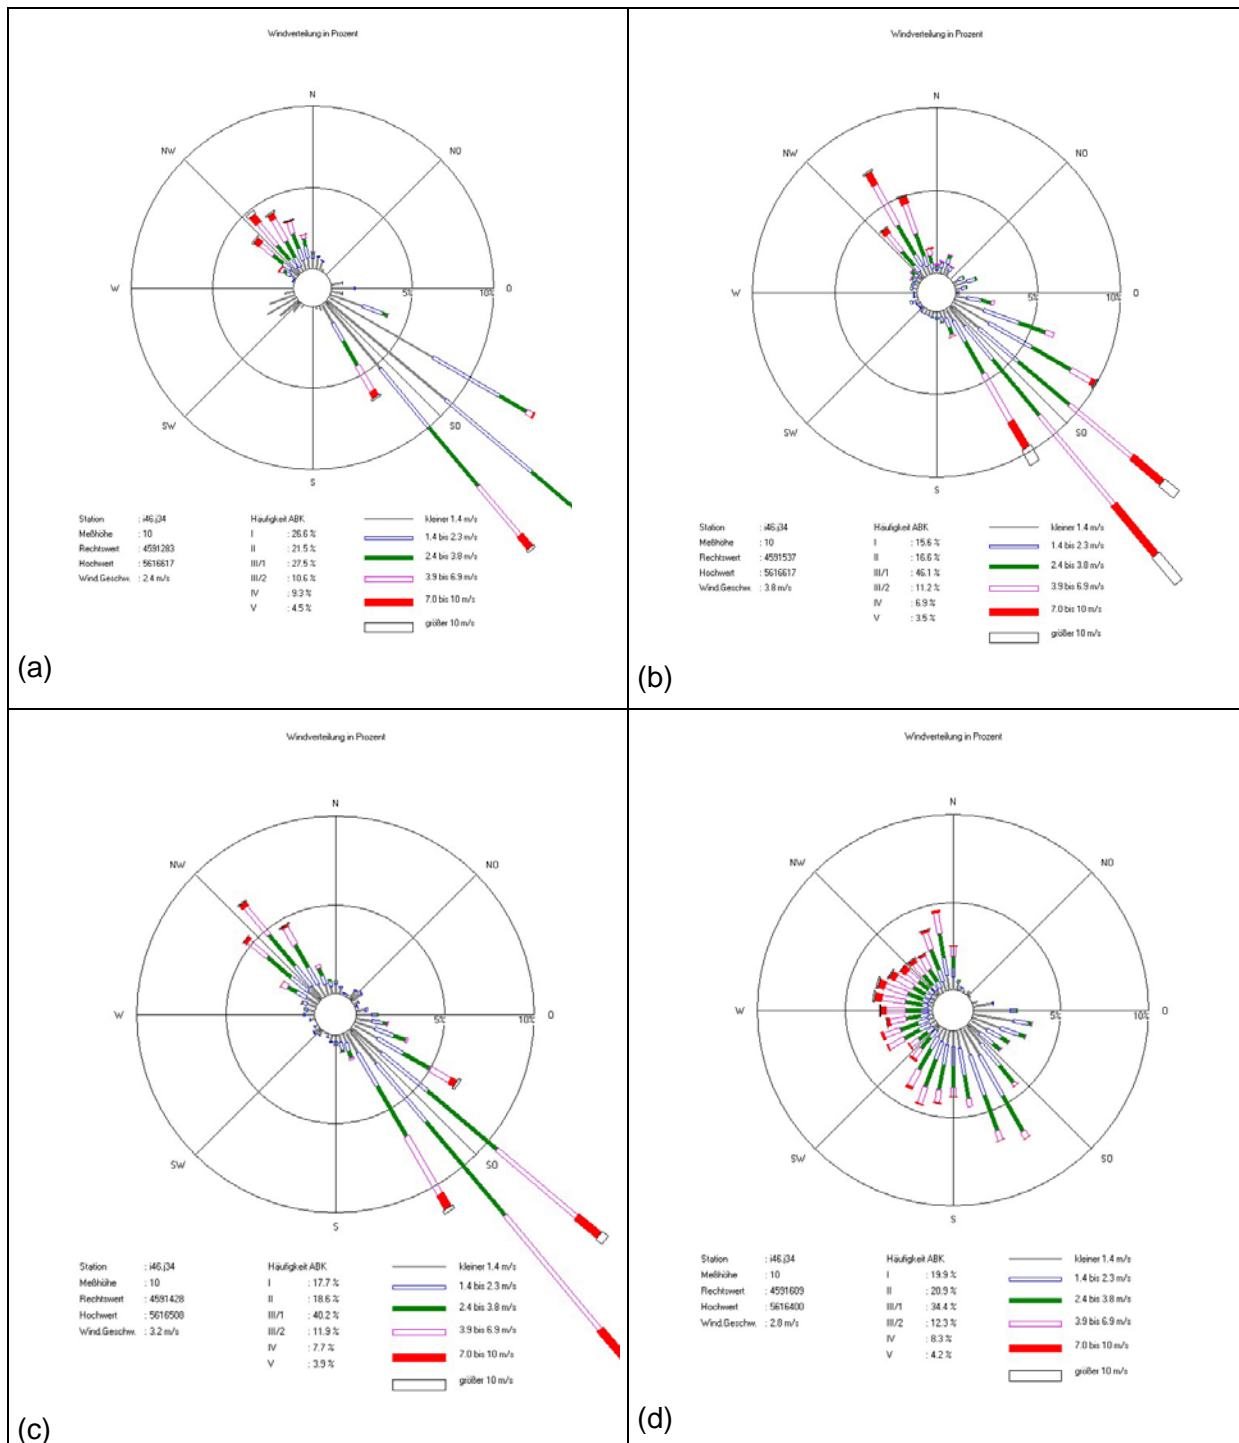 Windverteilung in Prozent
N
NW
NO
W
5%
10%
O
SW
SO
S
Station : i46.j34
Meßhöhe : 10
Rechtswert : 4591283
Hochwert : 5616617
Wind.Geschw. : 2.4 m/s
Häufigkeit ABK
I : 26.6 %
II : 21.5 %
III/1 : 27.5 %
III/2 : 10.6 %
IV : 9.3 %
V : 4.5 %
kleiner 1.4 m/s
1.4 bis 2.3 m/s
2.4 bis 3.8 m/s
3.9 bis 6.9 m/s
7.0 bis 10 m/s
größer 10 m/s
(a)
Windverteilung in Prozent
N
NW
NO
W
5%
10%
O
SW
SO
S
Station : i46.j34
Meßhöhe : 10
Rechtswert : 4591537
Hochwert : 5616617
Wind.Geschw. : 3.8 m/s
Häufigkeit ABK
I : 15.6 %
II : 16.6 %
III/1 : 46.1 %
III/2 : 11.2 %
IV : 6.9 %
V : 3.5 %
kleiner 1.4 m/s
1.4 bis 2.3 m/s
2.4 bis 3.8 m/s
3.9 bis 6.9 m/s
7.0 bis 10 m/s
größer 10 m/s
(b)
Windverteilung in Prozent
N
NW
NO
W
5%
10%
O
SW
SO
S
Station : i46.j34
Meßhöhe : 10
Rechtswert : 4591428
Hochwert : 5616508
Wind.Geschw. : 3.2 m/s
Häufigkeit ABK
I : 17.7 %
II : 18.6 %
III/1 : 40.2 %
III/2 : 11.9 %
IV : 7.7 %
V : 3.9 %
kleiner 1.4 m/s
1.4 bis 2.3 m/s
2.4 bis 3.8 m/s
3.9 bis 6.9 m/s
7.0 bis 10 m/s
größer 10 m/s
(c)
Windverteilung in Prozent
N
NW
NO
W
5%
10%
O
SW
SO
S
Station : i46.j34
Meßhöhe : 10
Rechtswert : 4591609
Hochwert : 5616400
Wind.Geschw. : 2.8 m/s
Häufigkeit ABK
I : 19.9 %
II : 20.9 %
III/1 : 34.4 %
III/2 : 12.3 %
IV : 8.3 %
V : 4.2 %
kleiner 1.4 m/s
1.4 bis 2.3 m/s
2.4 bis 3.8 m/s
3.9 bis 6.9 m/s
7.0 bis 10 m/s
größer 10 m/s
(d)